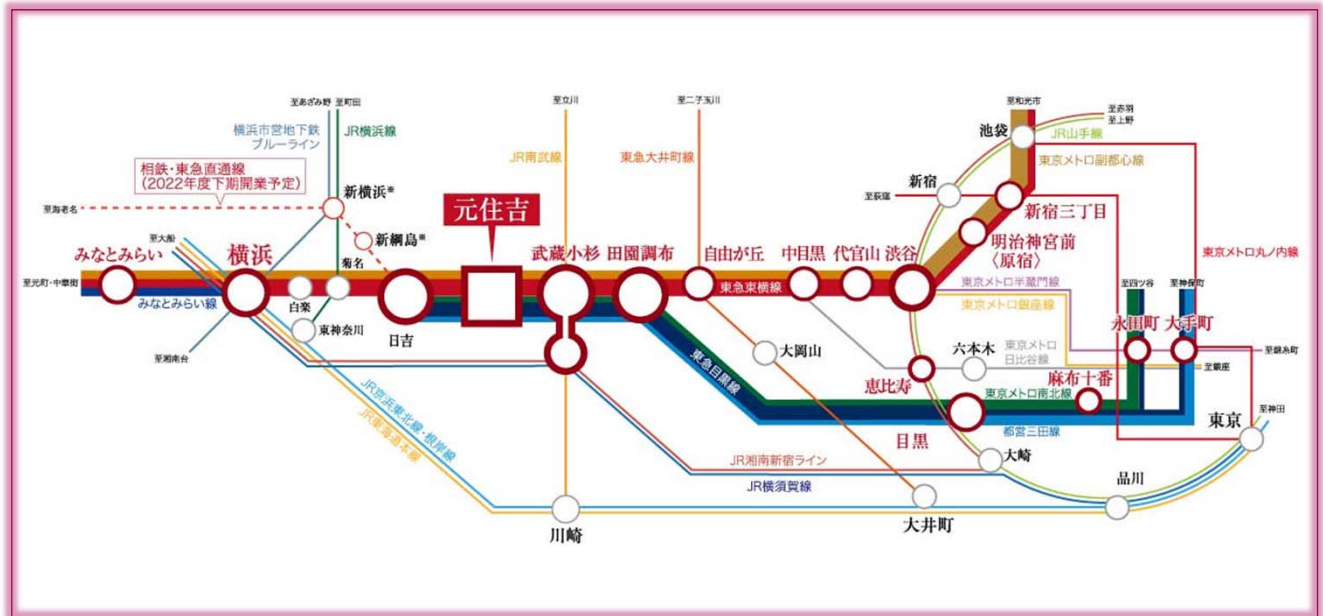 至あざみ野
至町田
至立川
至二子玉川
至和光市
至赤羽
至上野
横浜市営地下鉄
ブルーライン
JR横浜線
JR南武線
東急大井町線
池袋
JR山手線
東京メトロ副都心線
相鉄・東急直通線
(2022年度下期開業予定)
新横浜※
元住吉
新宿
至荻窪
新宿三丁目
至海老名
新綱島※
明治神宮前
〈原宿〉
東京メトロ丸ノ内線
至大船
みなとみらい
横浜
菊名
武蔵小杉
田園調布
自由が丘
中目黒
代官山
渋谷
至元町・中華街
東急東横線
東京メトロ半蔵門線
至四ツ谷
至神保町
みなとみらい線
白楽
東京メトロ銀座線
永田町
大手町
東神奈川
日吉
至湘南台
大岡山
六本木
東京メトロ
日比谷線
至錦糸町
至銀座
東急目黒線
恵比寿
麻布十番
東京メトロ南北線
JR京浜東北線・根岸線
JR東海道本線
目黒
都営三田線
東京
至神田
JR湘南新宿ライン
大崎
JR横須賀線
品川
川崎
大井町